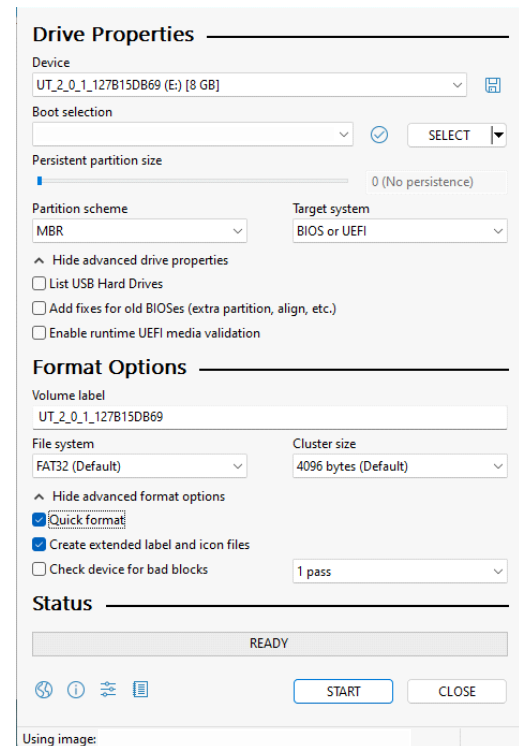 Drive Properties
Device
UT_2_0_1_127B15DB69 (E:) [8 GB]
Boot selection
SELECT
Persistent partition size
0 (No persistence)
Partition scheme
Target system
MBR
BIOS or UEFI
Hide advanced drive properties
List USB Hard Drives
Add fixes for old BIOSes (extra partition, align, etc.)
Enable runtime UEFI media validation
Format Options
Volume label
UT_2_0_1_127B15DB69
File system
Cluster size
FAT32 (Default)
4096 bytes (Default)
Hide advanced format options
Quick format
Create extended label and icon files
Check device for bad blocks
1 pass
Status
READY
START
CLOSE
Using image: